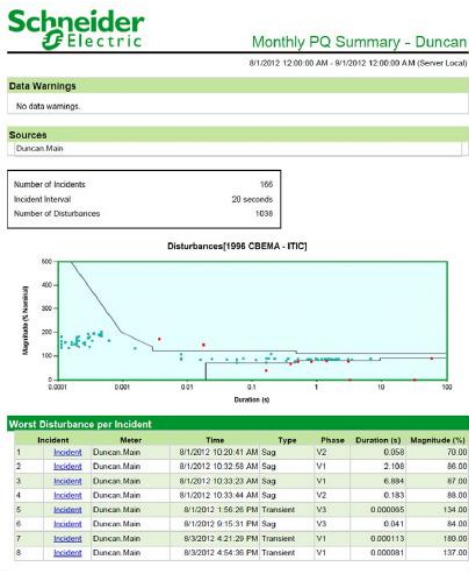 Schneider
Electric
Monthly PQ Summary - Duncan
8/1/2012 12:00:00 AM - 9/1/2012 12:00:00 AM (Server Local)
Data Warnings
No data warnings.
Sources
Duncan.Main
Number of Incidents 166
Incident Interval 20 seconds
Number of Disturbances 1038
Disturbances[1996 CBEMA - ITIC]
Magnitude (% Nominal)
500
400
300
200
100
0
0.0001 0.001 0.01 0.1 1 10 100
Duration (s)
Worst Disturbance per Incident
Incident Meter Time Type Phase Duration (s) Magnitude (%)
1 Incident Duncan.Main 8/1/2012 10:20:41 AM Sag V2 0.058 70.00
2 Incident Duncan.Main 8/1/2012 10:32:58 AM Sag V1 2.108 86.00
3 Incident Duncan.Main 8/1/2012 10:33:23 AM Sag V1 6.884 87.00
4 Incident Duncan.Main 8/1/2012 10:33:44 AM Sag V2 0.183 88.00
5 Incident Duncan.Main 8/1/2012 1:56:26 PM Transient V3 0.000065 134.00
6 Incident Duncan.Main 8/1/2012 9:15:31 PM Sag V3 0.041 84.00
7 Incident Duncan.Main 8/3/2012 4:21:29 PM Transient V1 0.000113 180.00
8 Incident Duncan.Main 8/3/2012 4:54:36 PM Transient V1 0.000081 137.00